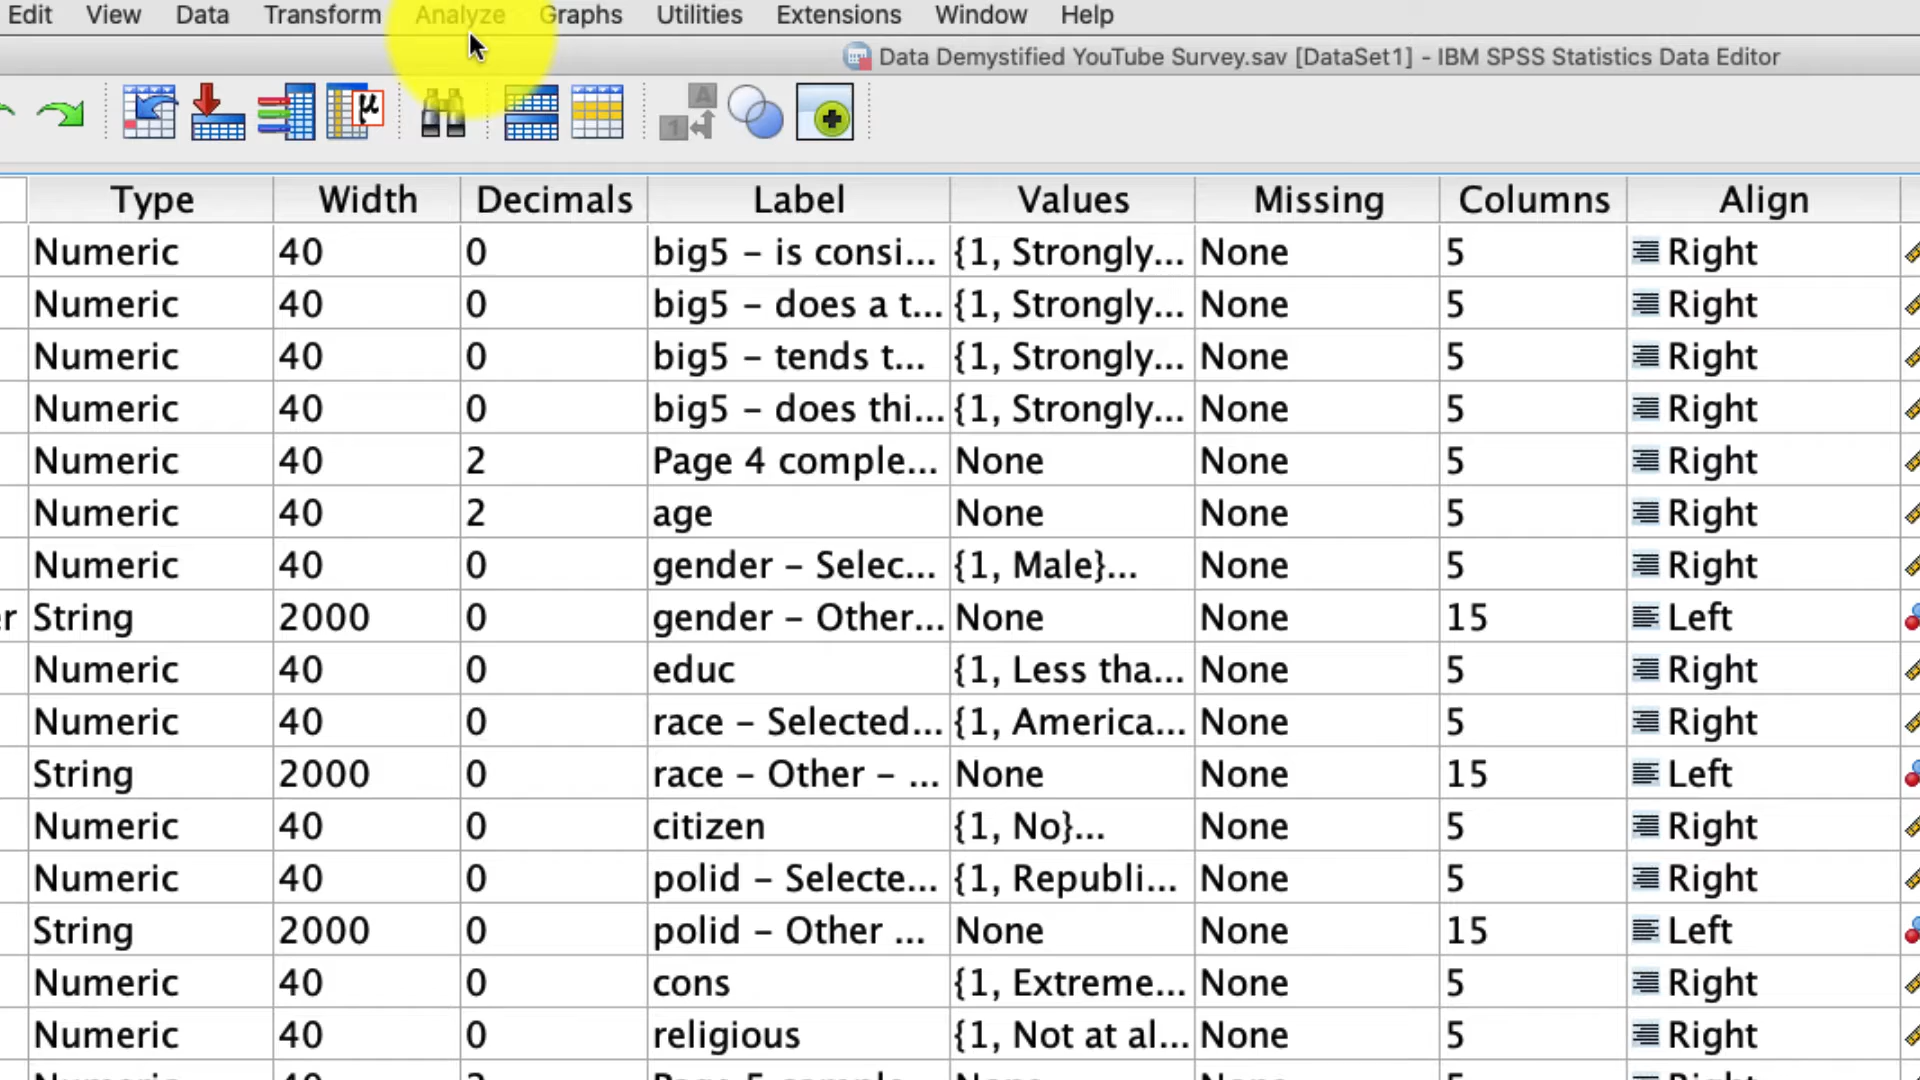 Edit View Data Transform Analyze Graphs Utilities Extensions Window Help
Data Demystified YouTube Survey.sav [DataSet1] - IBM SPSS Statistics Data Editor
μ A 1
Type Width Decimals Label Values Missing Columns Align
Numeric 40 0 big5 – is consi... {1, Strongly... None 5 Right
Numeric 40 0 big5 – does a t... {1, Strongly... None 5 Right
Numeric 40 0 big5 – tends t... {1, Strongly... None 5 Right
Numeric 40 0 big5 – does thi... {1, Strongly... None 5 Right
Numeric 40 2 Page 4 comple... None None 5 Right
Numeric 40 2 age None None 5 Right
Numeric 40 0 gender – Selec... {1, Male}... None 5 Right
er String 2000 0 gender – Other... None None 15 Left
Numeric 40 0 educ {1, Less tha... None 5 Right
Numeric 40 0 race – Selected... {1, America... None 5 Right
String 2000 0 race – Other – ... None None 15 Left
Numeric 40 0 citizen {1, No}... None 5 Right
Numeric 40 0 polid – Selecte... {1, Republi... None 5 Right
String 2000 0 polid – Other ... None None 15 Left
Numeric 40 0 cons {1, Extreme... None 5 Right
Numeric 40 0 religious {1, Not at al... None 5 Right